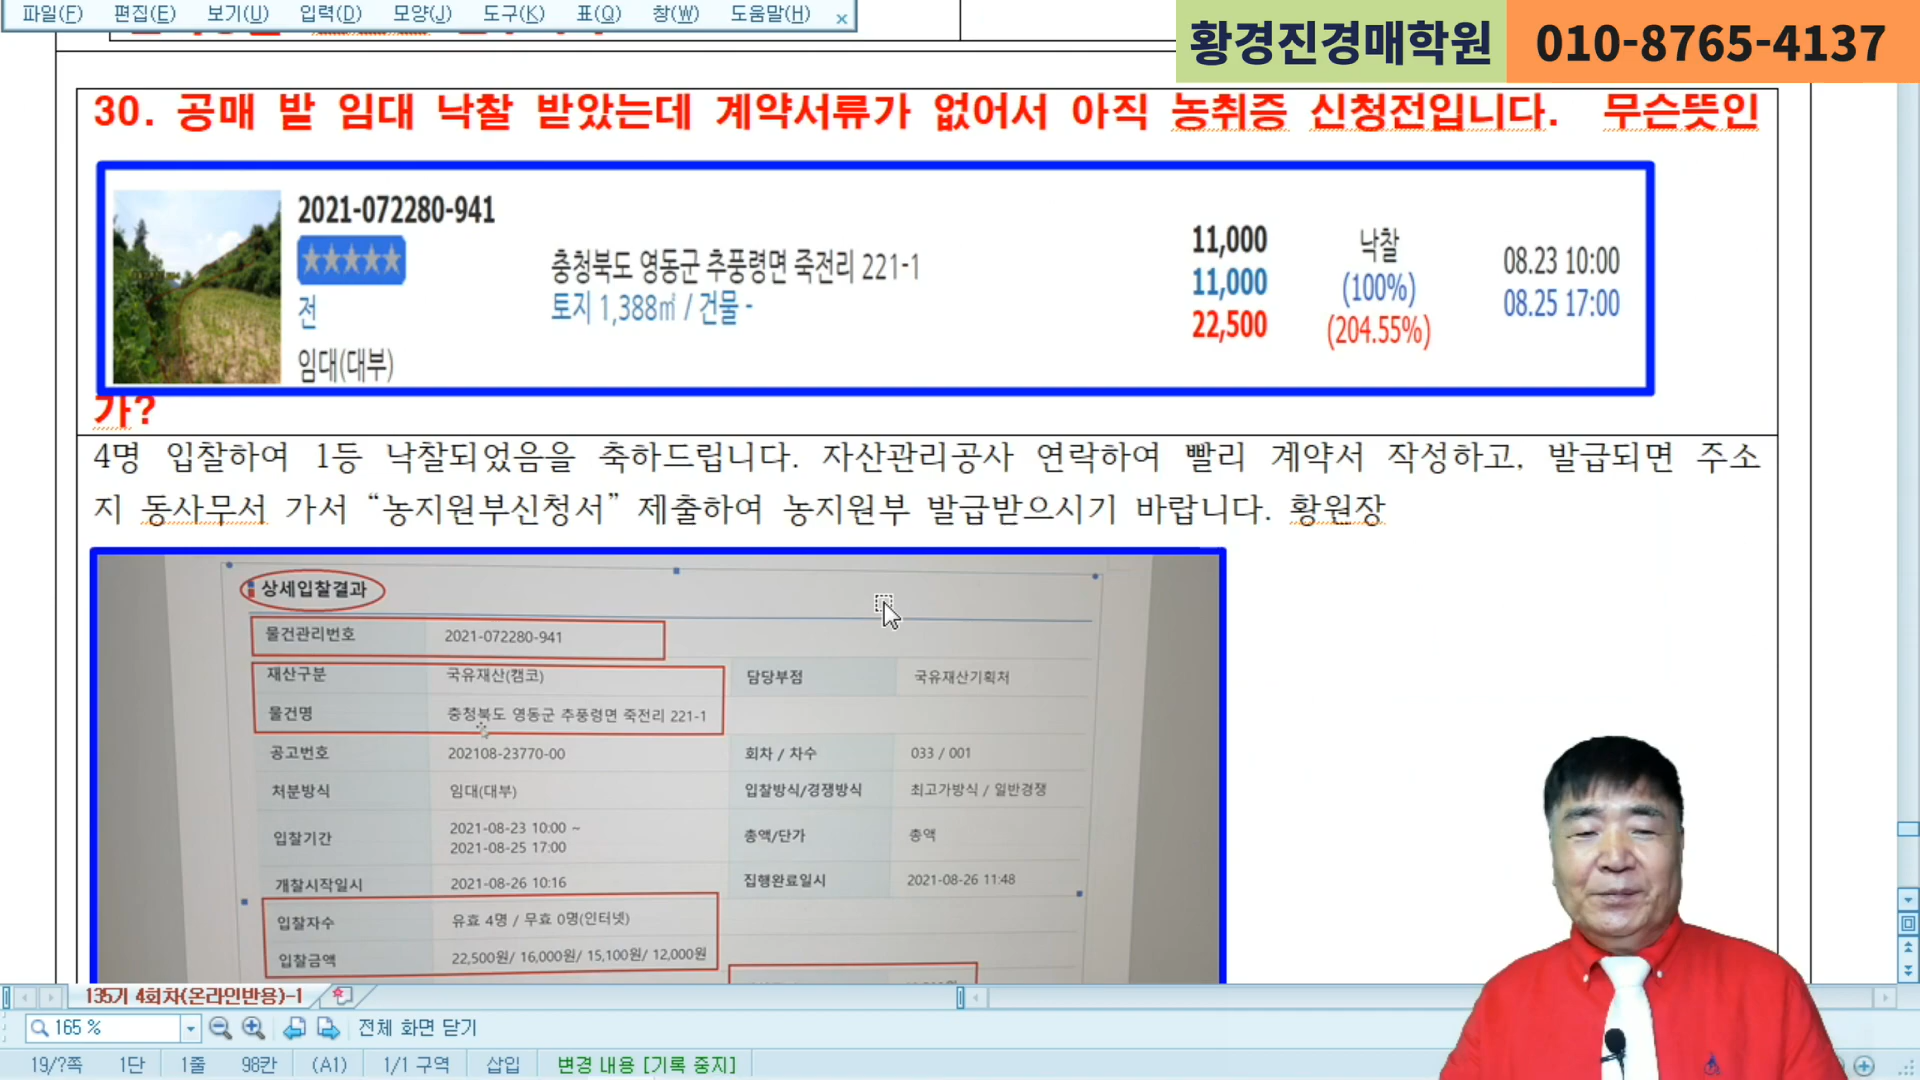 파일(F) 편집(E) 보기(U) 입력(D) 모양(J) 도구(K) 표(Q) 창(W) 도움말(H)
황경진경매학원 010-8765-4137
30. 공매 밭 임대 낙찰 받았는데 계약서류가 없어서 아직 농취증 신청전입니다. 무슨뜻인
2021-072280-941
전
임대(대부)
충청북도 영동군 추풍령면 죽전리 221-1
토지 1,388㎡ / 건물 -
11,000
11,000
22,500
낙찰
(100%)
(204.55%)
08.23 10:00
08.25 17:00
가?
4명 입찰하여 1등 낙찰되었음을 축하드립니다. 자산관리공사 연락하여 빨리 계약서 작성하고, 발급되면 주소
지 동사무서 가서 “농지원부신청서” 제출하여 농지원부 발급받으시기 바랍니다. 황원장
상세입찰결과
물건관리번호 2021-072280-941
재산구분 국유재산(캠코) 담당부점 국유재산기획처
물건명 충청북도 영동군 추풍령면 죽전리 221-1
공고번호 202108-23770-00 회차 / 차수 033 / 001
처분방식 임대(대부) 입찰방식/경쟁방식 최고가방식 / 일반경쟁
입찰기간 2021-08-23 10:00 ~
2021-08-25 17:00 총액/단가 총액
개찰시작일시 2021-08-26 10:16 집행완료일시 2021-08-26 11:48
입찰자수 유효 4명 / 무효 0명(인터넷)
입찰금액 22,500원/ 16,000원/ 15,100원/ 12,000원
135기 4회차(온라인반용)-1
165 % 전체 화면 닫기
19/?쪽 1단 1줄 98칸 (A1) 1/1 구역 삽입 변경 내용 [기록 중지]